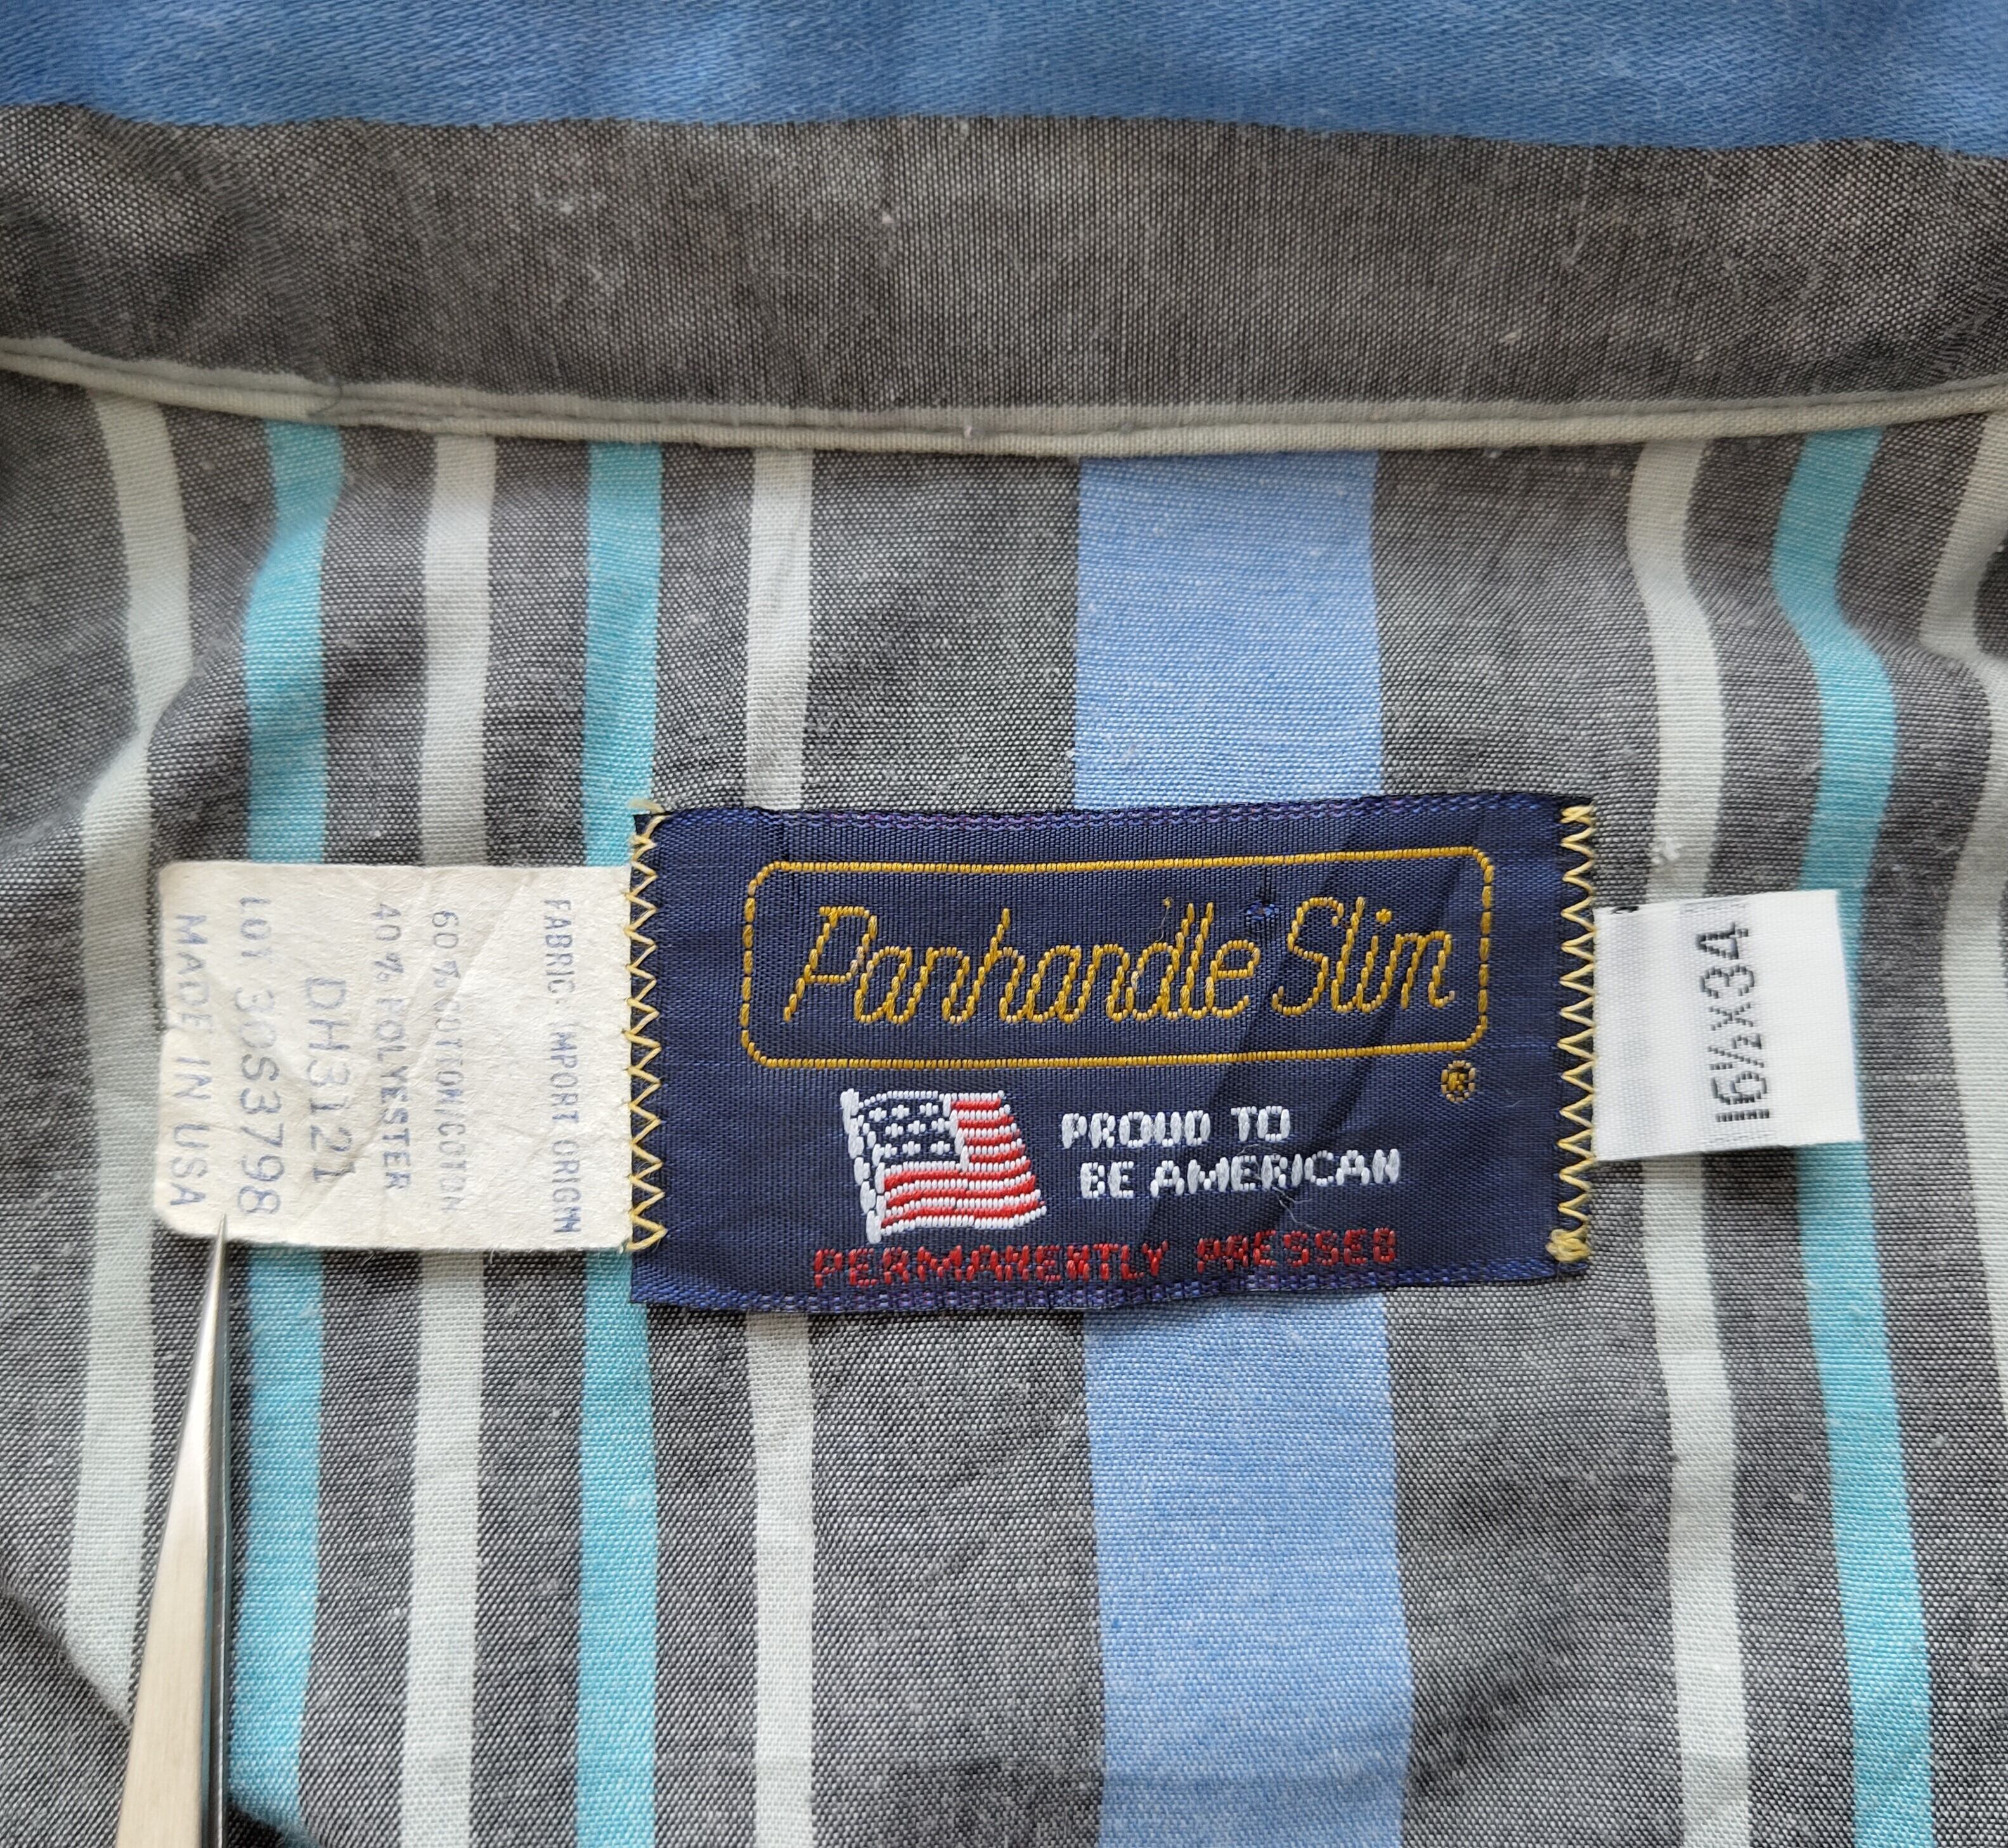 FABRIC: IMPORT ORIGIN
60% COTTON/COTON
40% POLYESTER
DH3121
LOT 30S3798
MADE IN USA
Panhandle Slim
®
PROUD TO
BE AMERICAN
PERMANENTLY PRESSED
16½X34